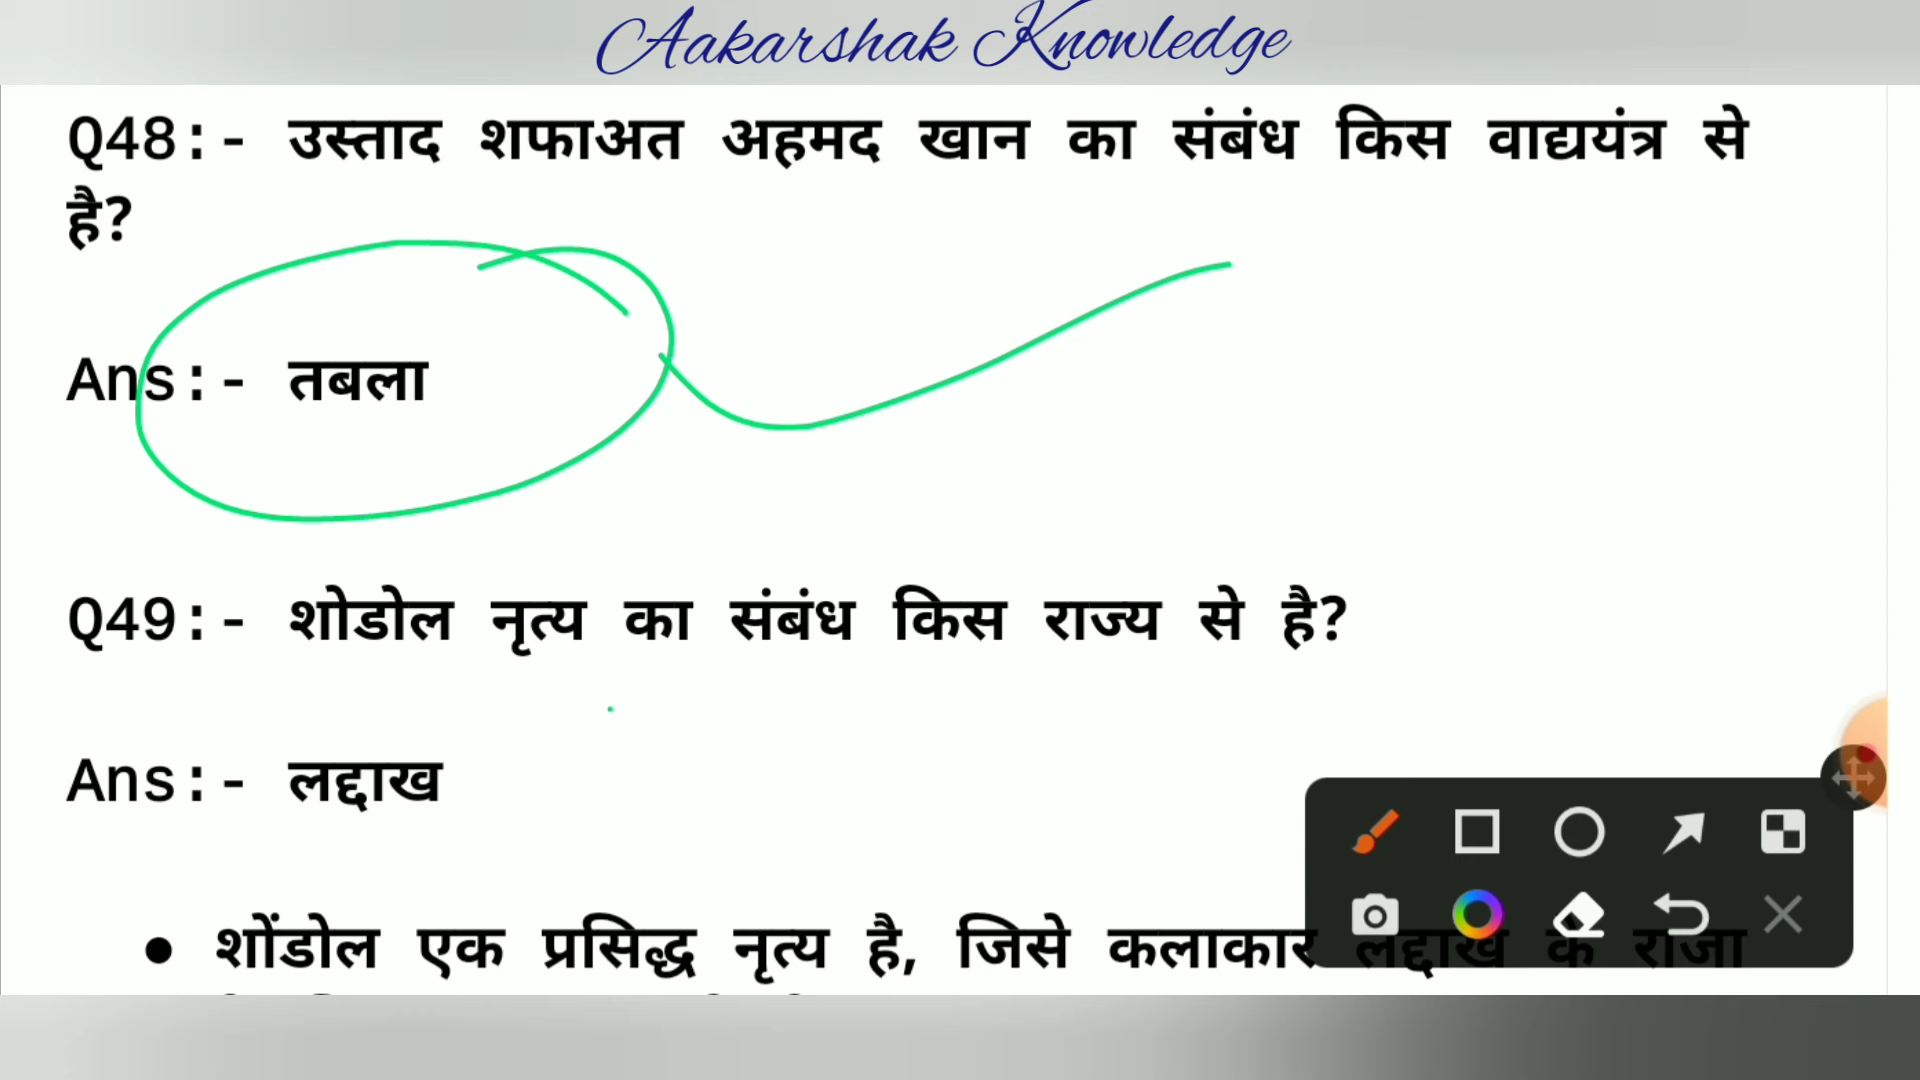 Aakarshak Knowledge
Q48:- उस्ताद शफाअत अहमद खान का संबंध किस वाद्ययंत्र से
है?
Ans:- तबला
Q49:- शोडोल नृत्य का संबंध किस राज्य से है?
Ans:- लद्दाख
● शोंडोल एक प्रसिद्ध नृत्य है, जिसे कलाकार लद्दाख के राजा